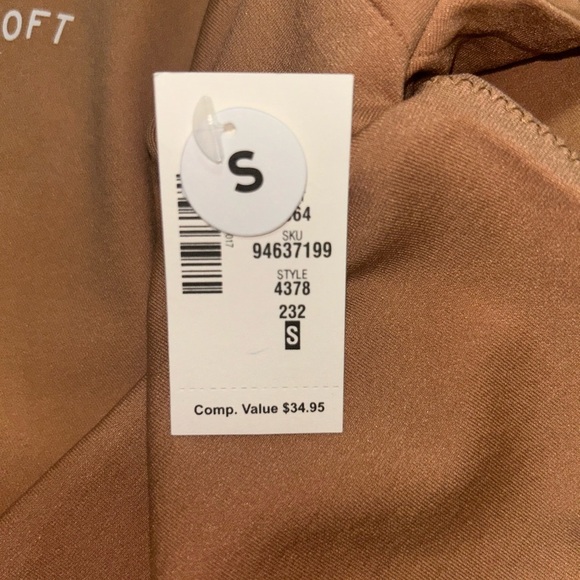 OFT
S
64
SKU
94637199
STYLE
4378
232
S
Comp. Value $34.95